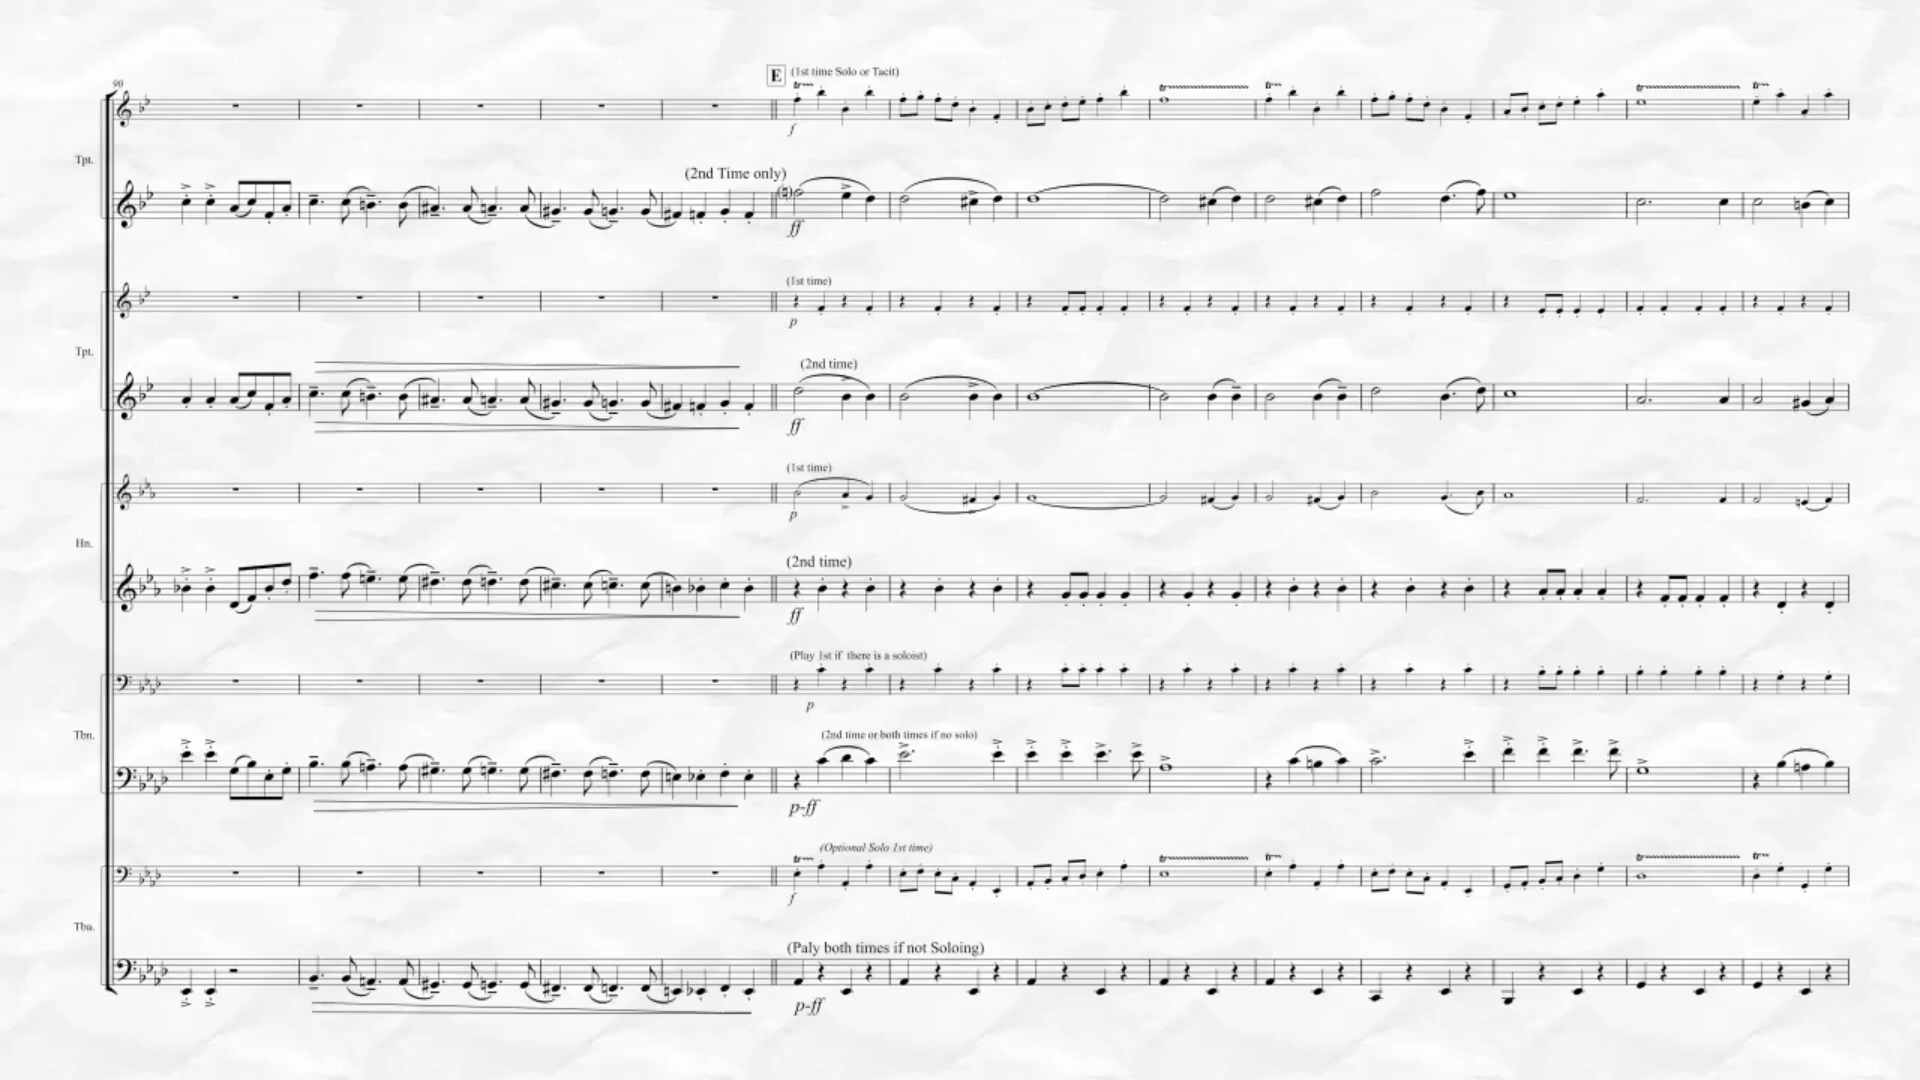 90
E (1st time Solo or Tacit)
f
Tpt.
(2nd Time only)
ff
(1st time)
p
Tpt.
(2nd time)
ff
(1st time)
p
Hn.
(2nd time)
ff
(Play 1st if there is a soloist)
p
Tbn.
(2nd time or both times if no solo)
p-ff
(Optional Solo 1st time)
f
Tba.
(Paly both times if not Soloing)
p-ff